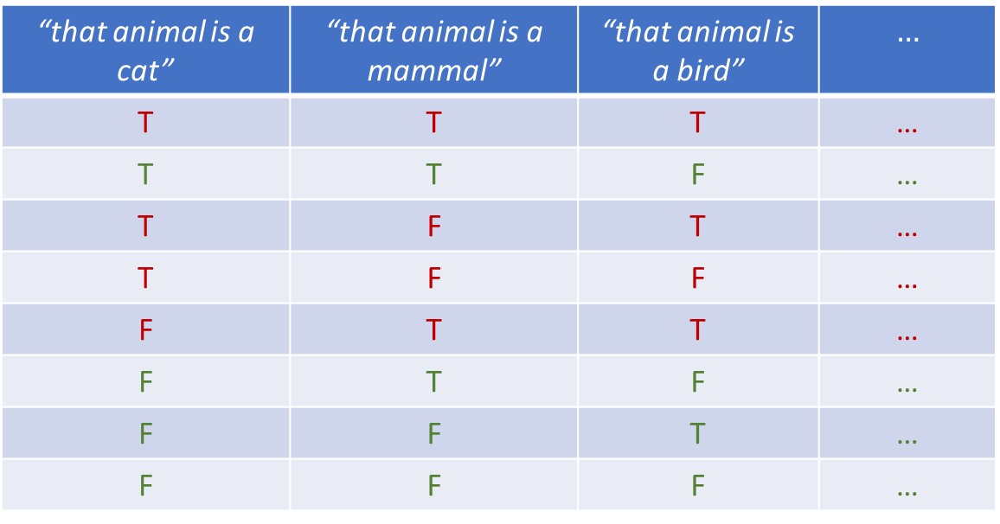 “that animal is a cat” “that animal is a mammal” “that animal is a bird” ...
T T T ...
T T F ...
T F T ...
T F F ...
F T T ...
F T F ...
F F T ...
F F F ...